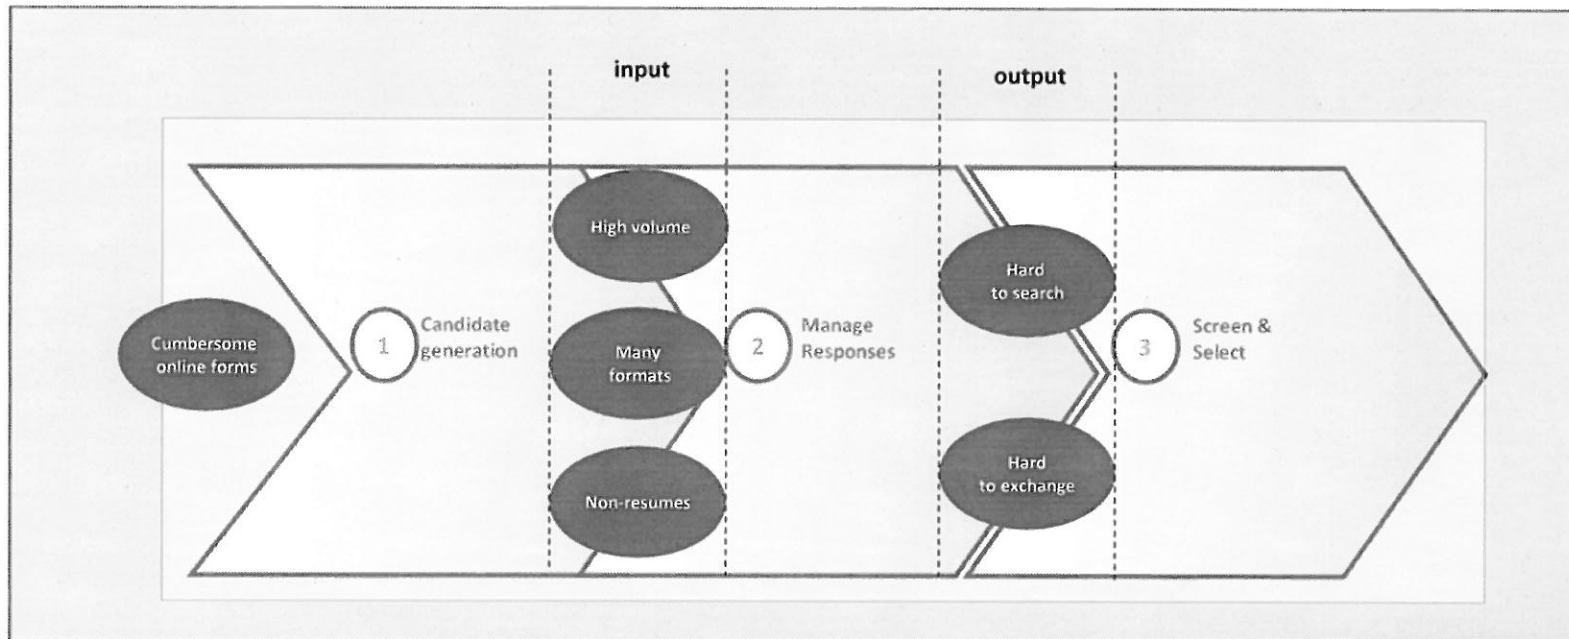 input
output
High volume
Hard
to search
Cumbersome
online forms
1
Candidate
generation
Many
formats
2
Manage
Responses
3
Screen &
Select
Non-resumes
Hard
to exchange